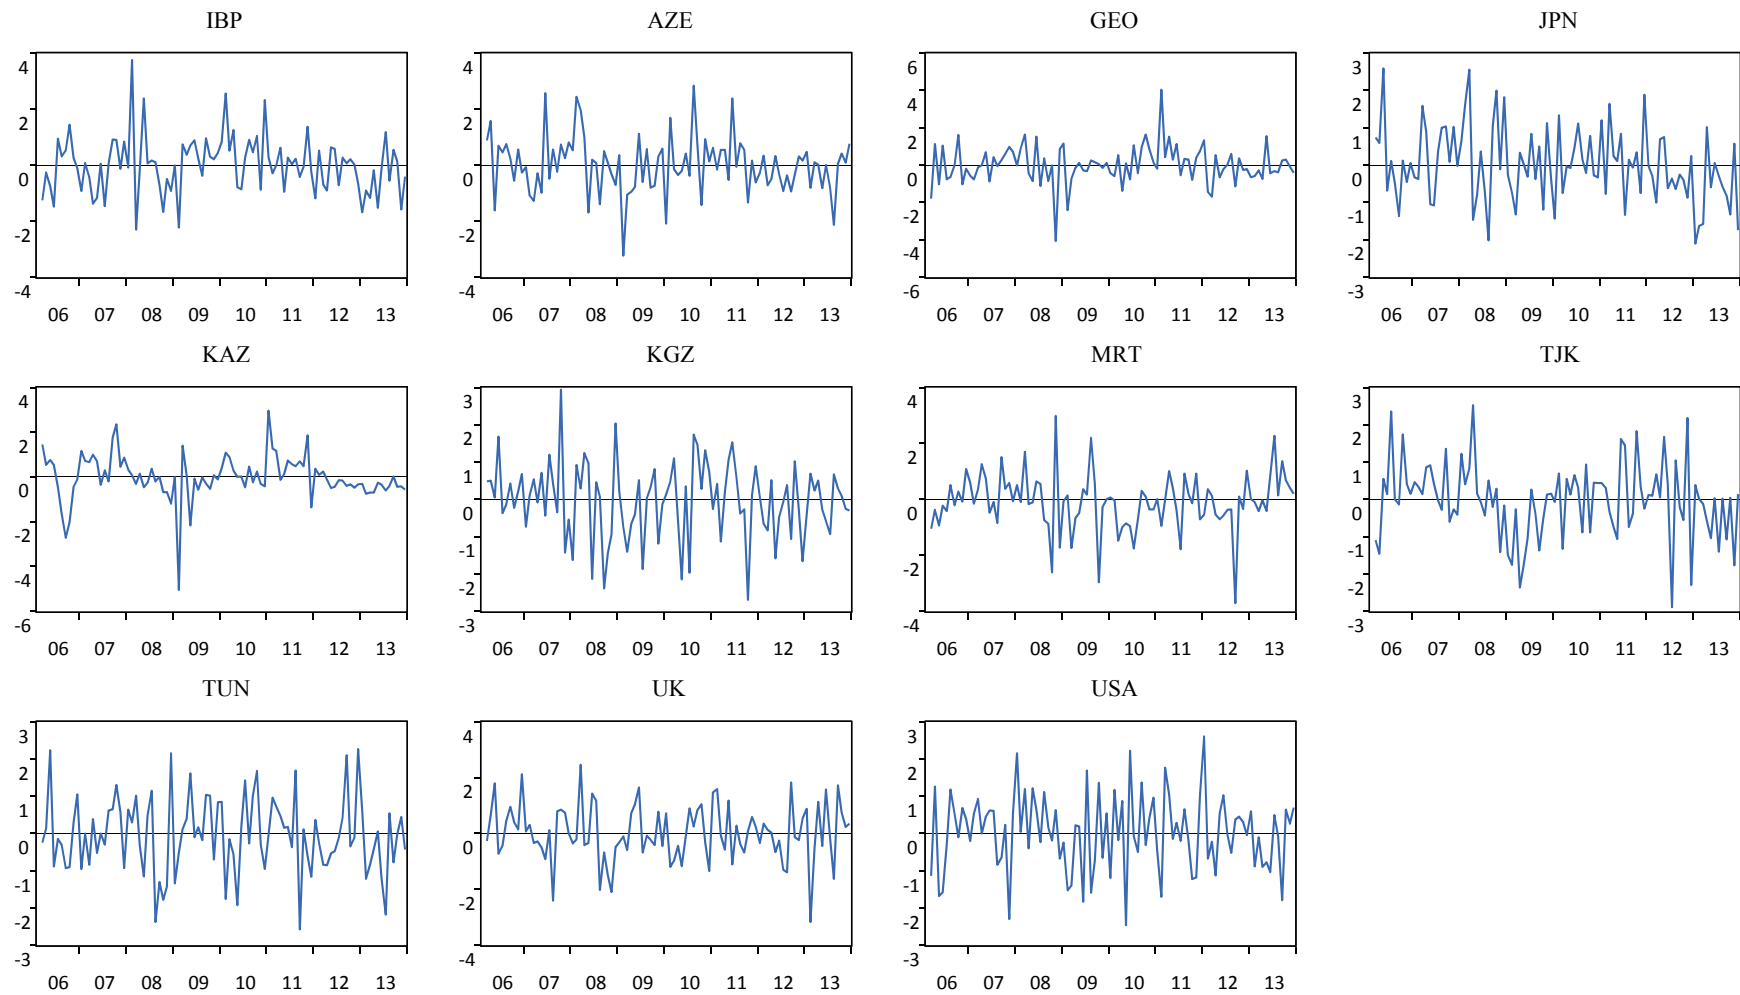 IBP AZE GEO JPN
4 4 6 3
2 2 4 2
0 0 2 1
-2 -2 0 0
-4 -4 -2 -1
-4 -2
-6 -3
06 07 08 09 10 11 12 13 06 07 08 09 10 11 12 13 06 07 08 09 10 11 12 13 06 07 08 09 10 11 12 13
KAZ KGZ MRT TJK
4 3 4 3
2 2 2 2
0 1 0 1
-2 0 -2 0
-4 -1 -4 -1
-6 -2 -2
-3 -3
06 07 08 09 10 11 12 13 06 07 08 09 10 11 12 13 06 07 08 09 10 11 12 13 06 07 08 09 10 11 12 13
TUN UK USA
3 4 3
2 2 2
1 0 1
0 -2 0
-1 -4 -1
-2 -2
-3 -3
06 07 08 09 10 11 12 13 06 07 08 09 10 11 12 13 06 07 08 09 10 11 12 13